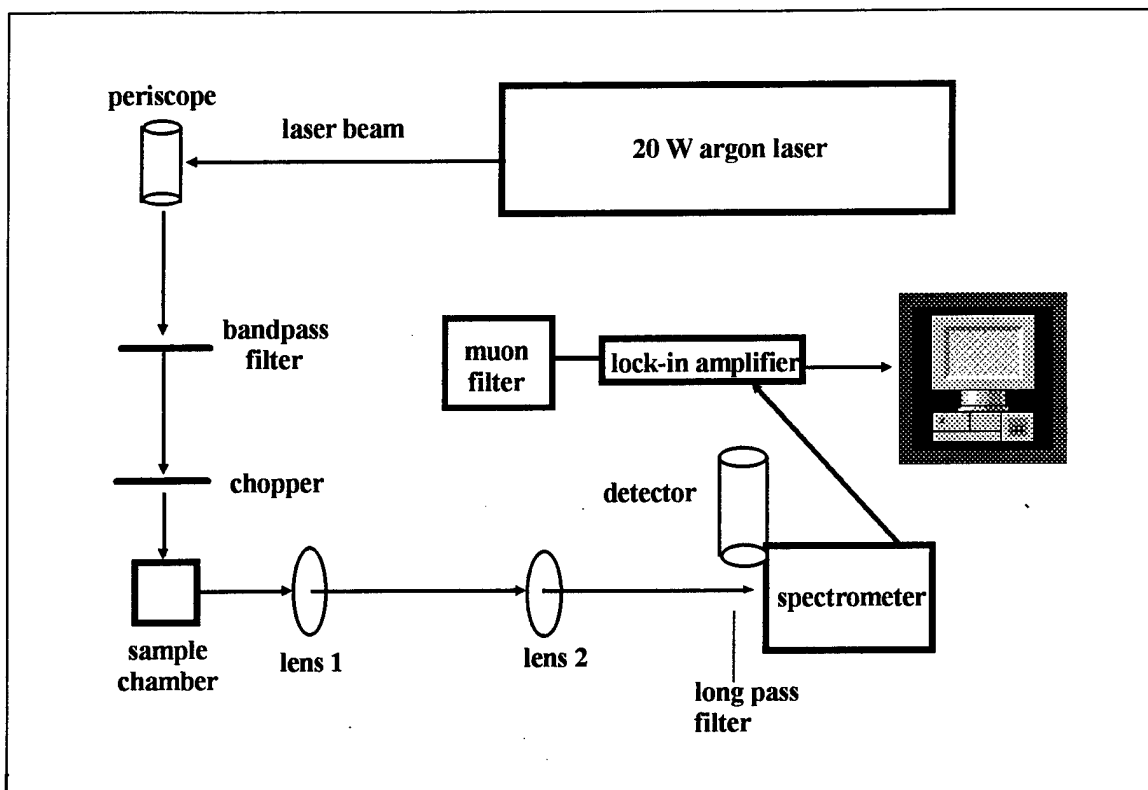 periscope
laser beam
20 W argon laser
bandpass
filter
muon
filter
lock-in amplifier
chopper
detector
spectrometer
sample
chamber
lens 1
lens 2
long pass
filter